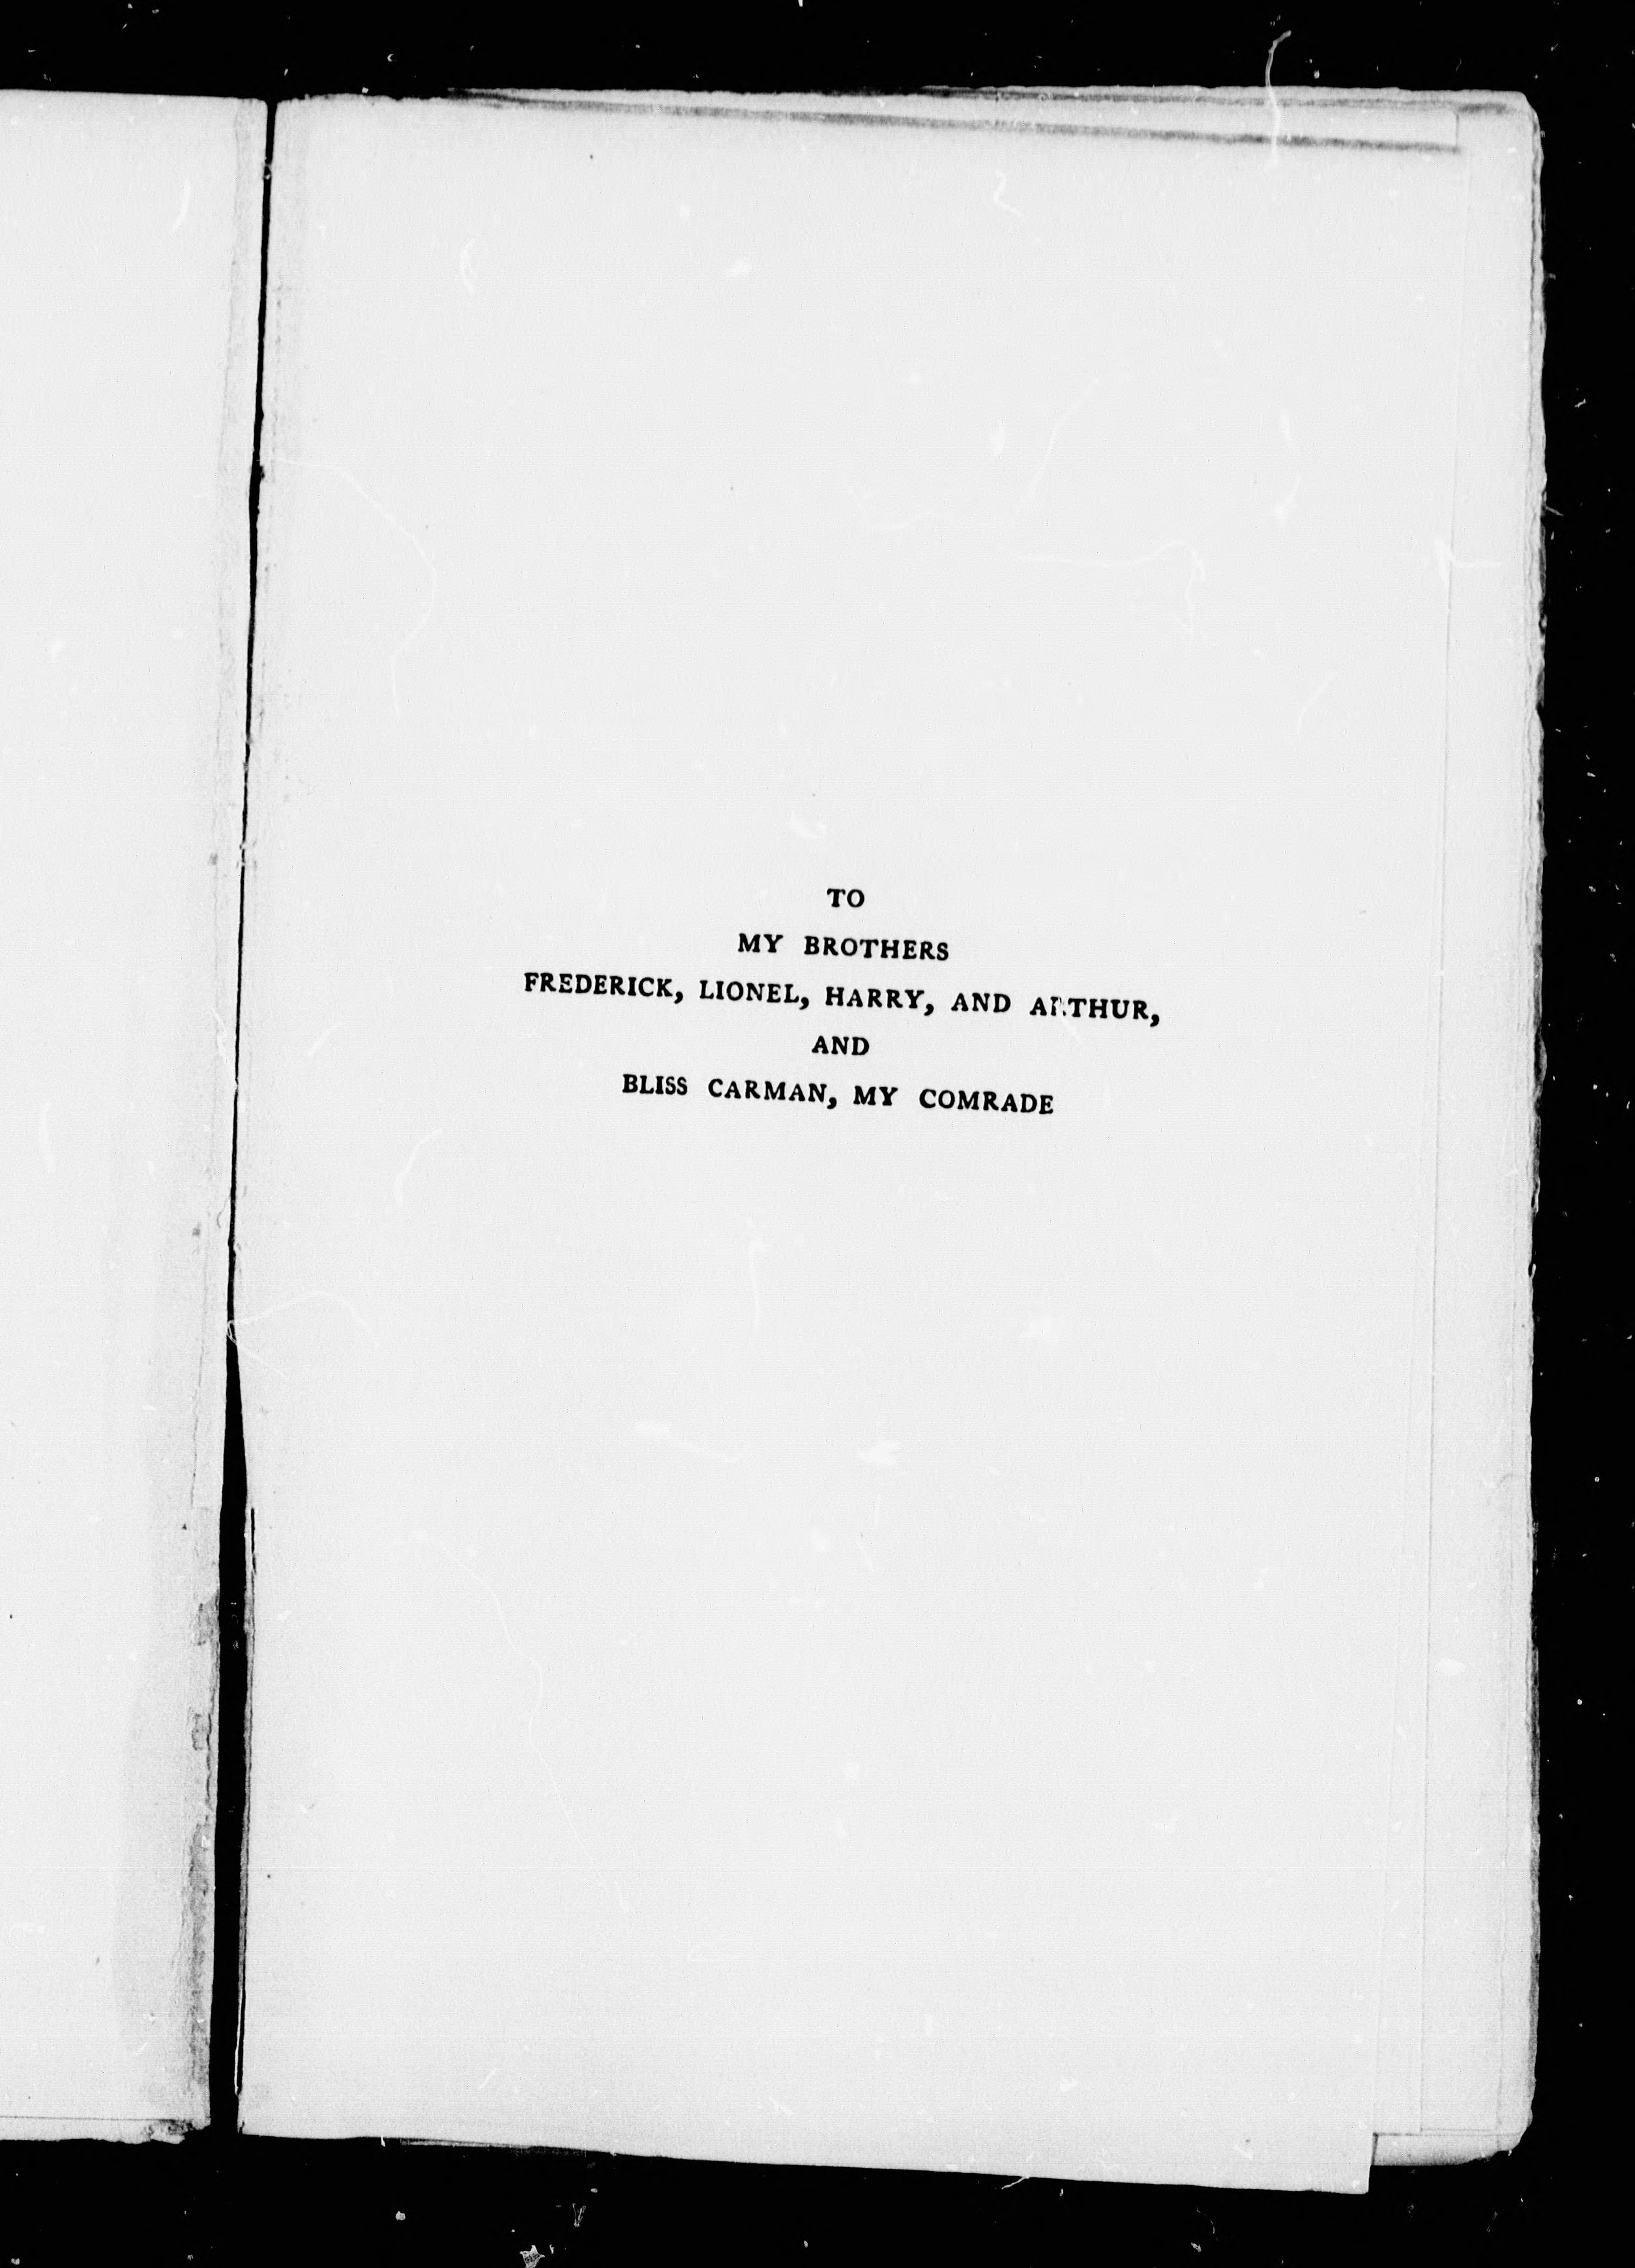 TO
MY BROTHERS
FREDERICK, LIONEL, HARRY, AND ARTHUR,
AND
BLISS CARMAN, MY COMRADE